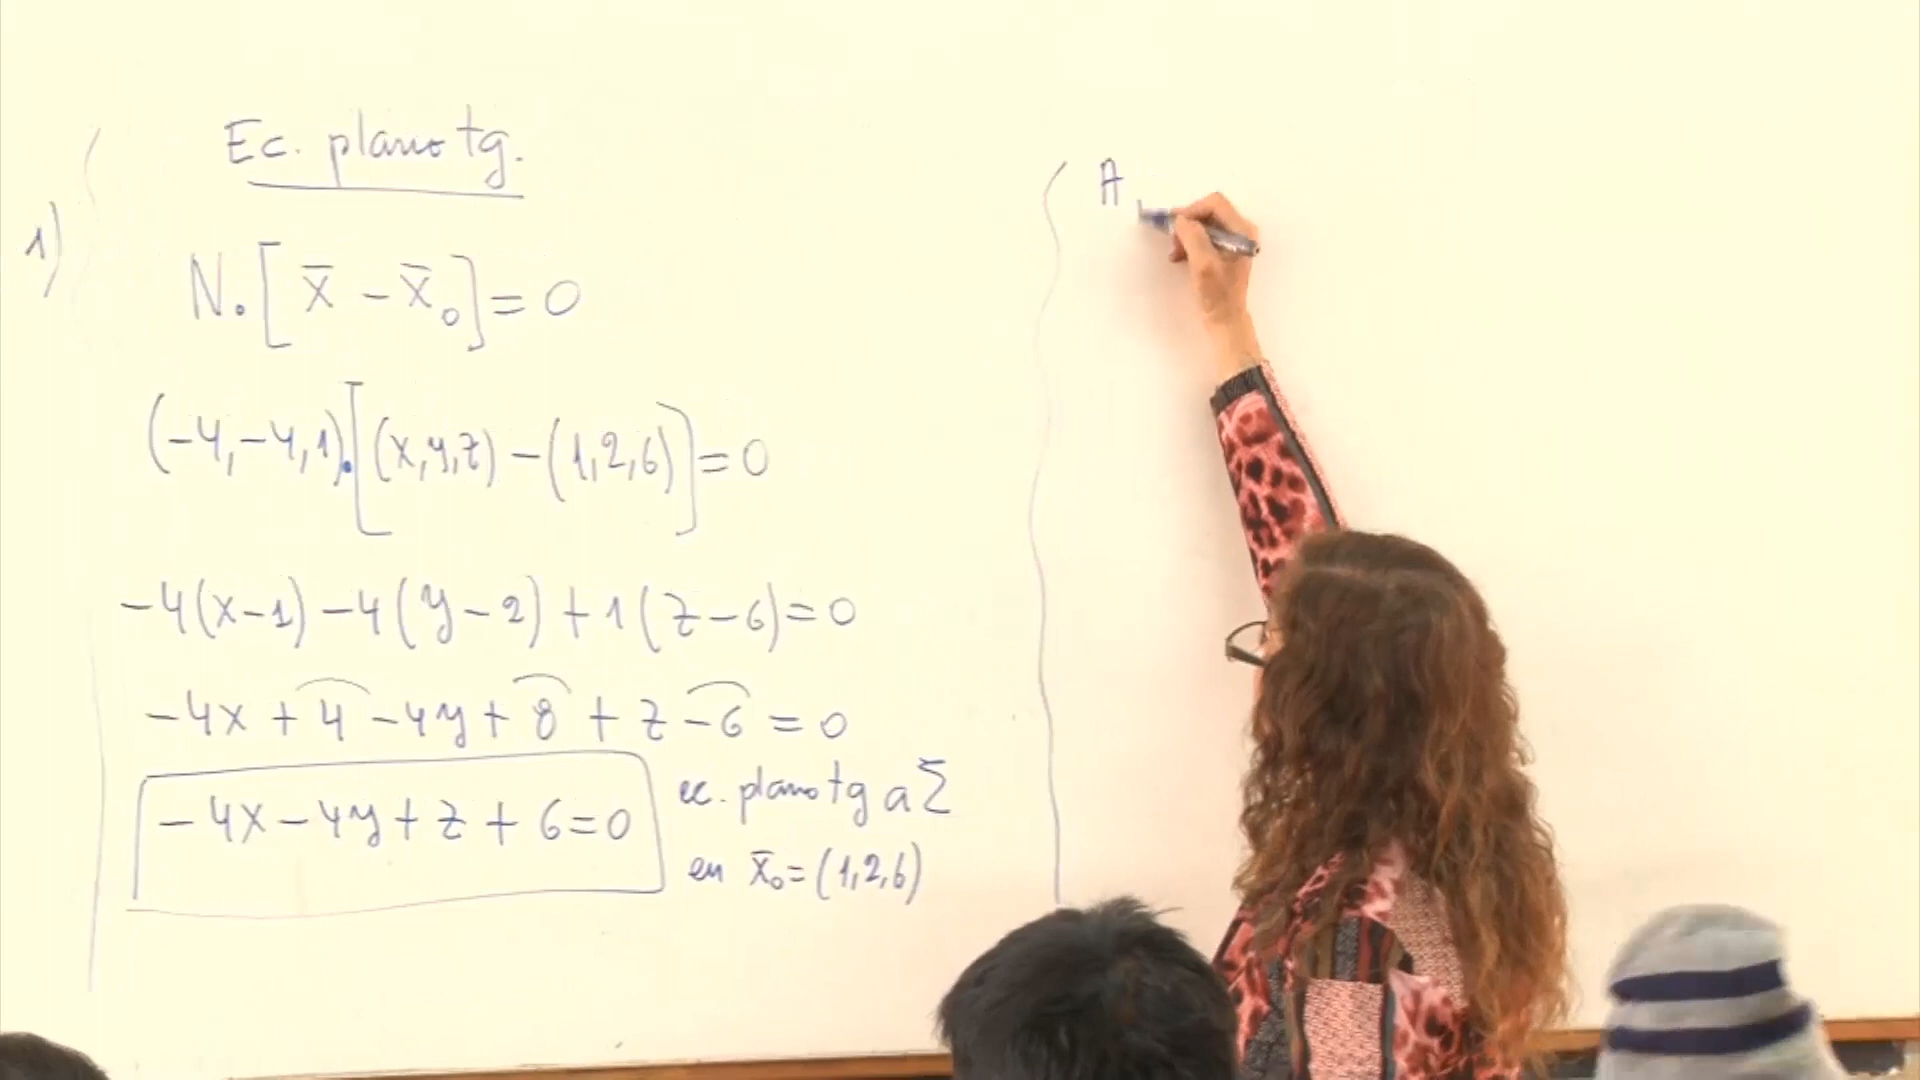 Ec. plano tg.
1)
N.[x̄ - x̄₀] = 0
(-4,-4,1).[(x,y,z) - (1,2,6)] = 0
-4(x-1) -4(y-2) + 1(z-6) = 0
-4x + 4 -4y + 8 + z -6 = 0
-4x -4y + z + 6 = 0
ec. plano tg a Σ
en x̄₀ = (1,2,6)
A